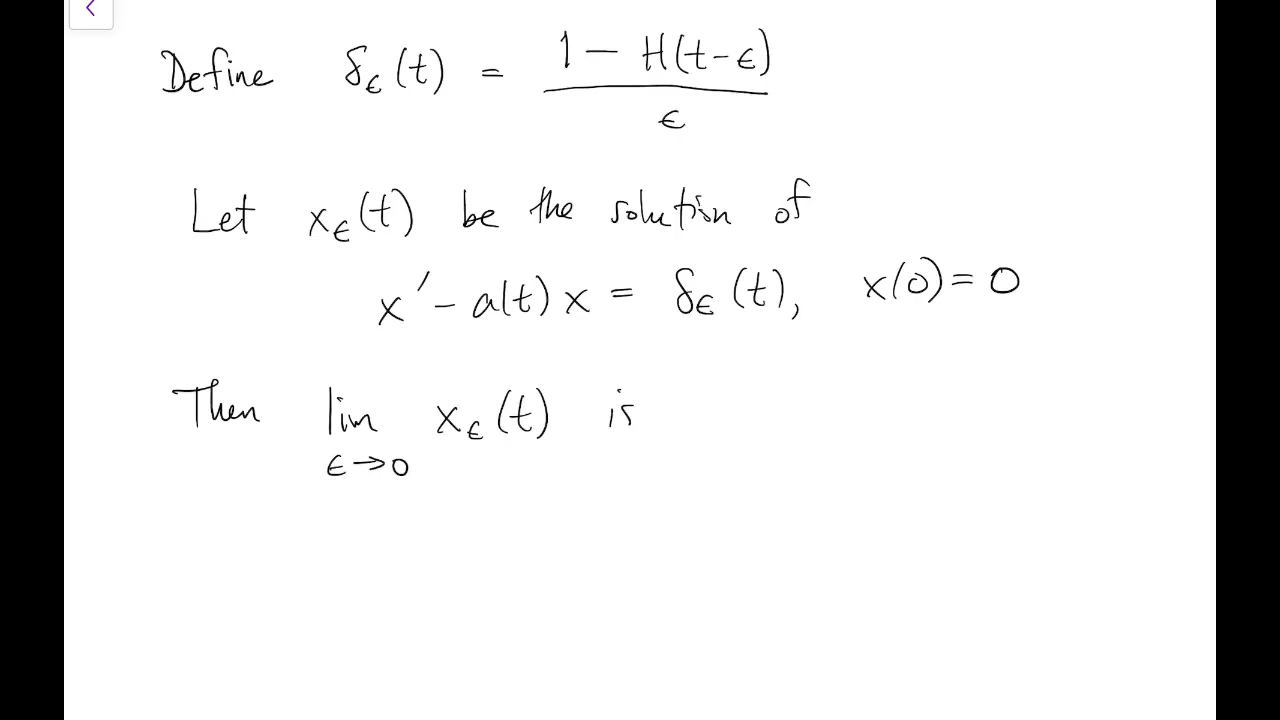 Define δ_ε(t) = (1 − H(t−ε)) / ε
Let x_ε(t) be the solution of
x′ − a(t) x = δ_ε(t), x(0) = 0
Then lim_{ε→0} x_ε(t) is